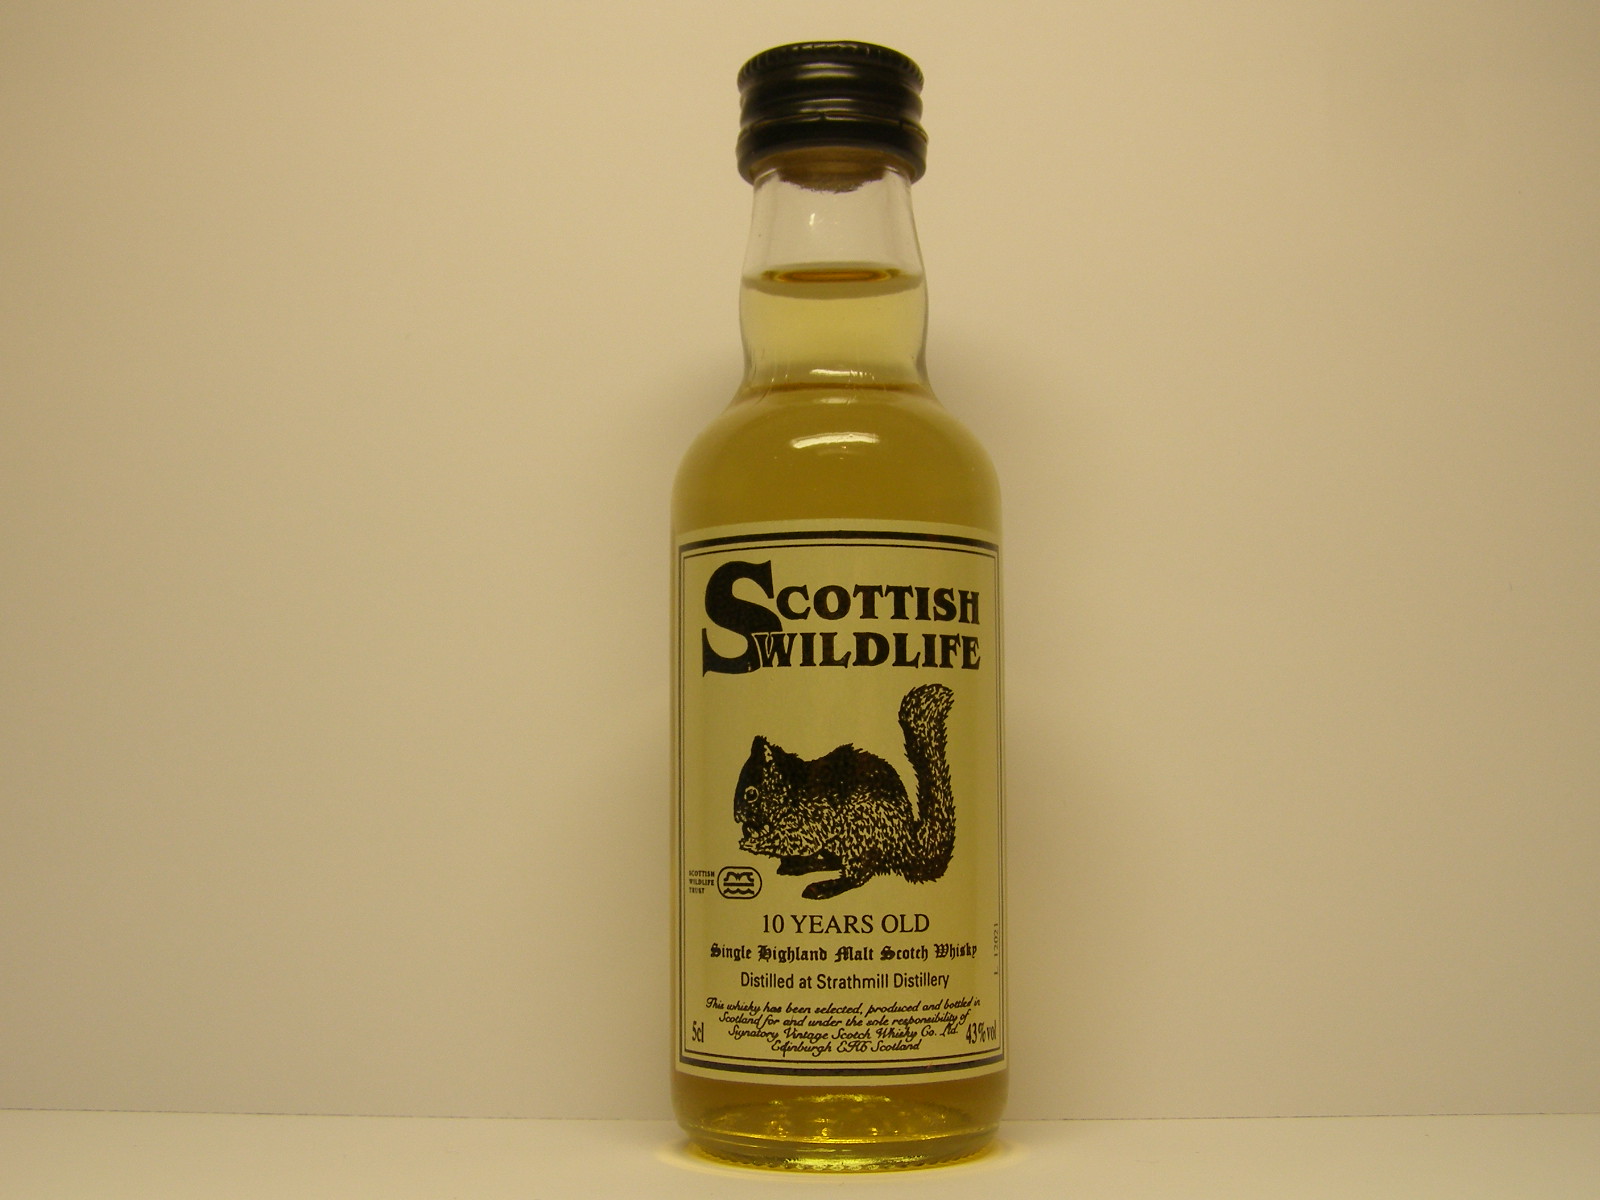 SCOTTISH
WILDLIFE
SCOTTISH
WILDLIFE
TRUST
10 YEARS OLD
Single Highland Malt Scotch Whisky
Distilled at Strathmill Distillery
This whisky has been selected, produced and bottled in
Scotland for and under the sole responsibility of
Signatory Vintage Scotch Whisky Co. Ltd.
Edinburgh EH6 Scotland
5cl
43%vol